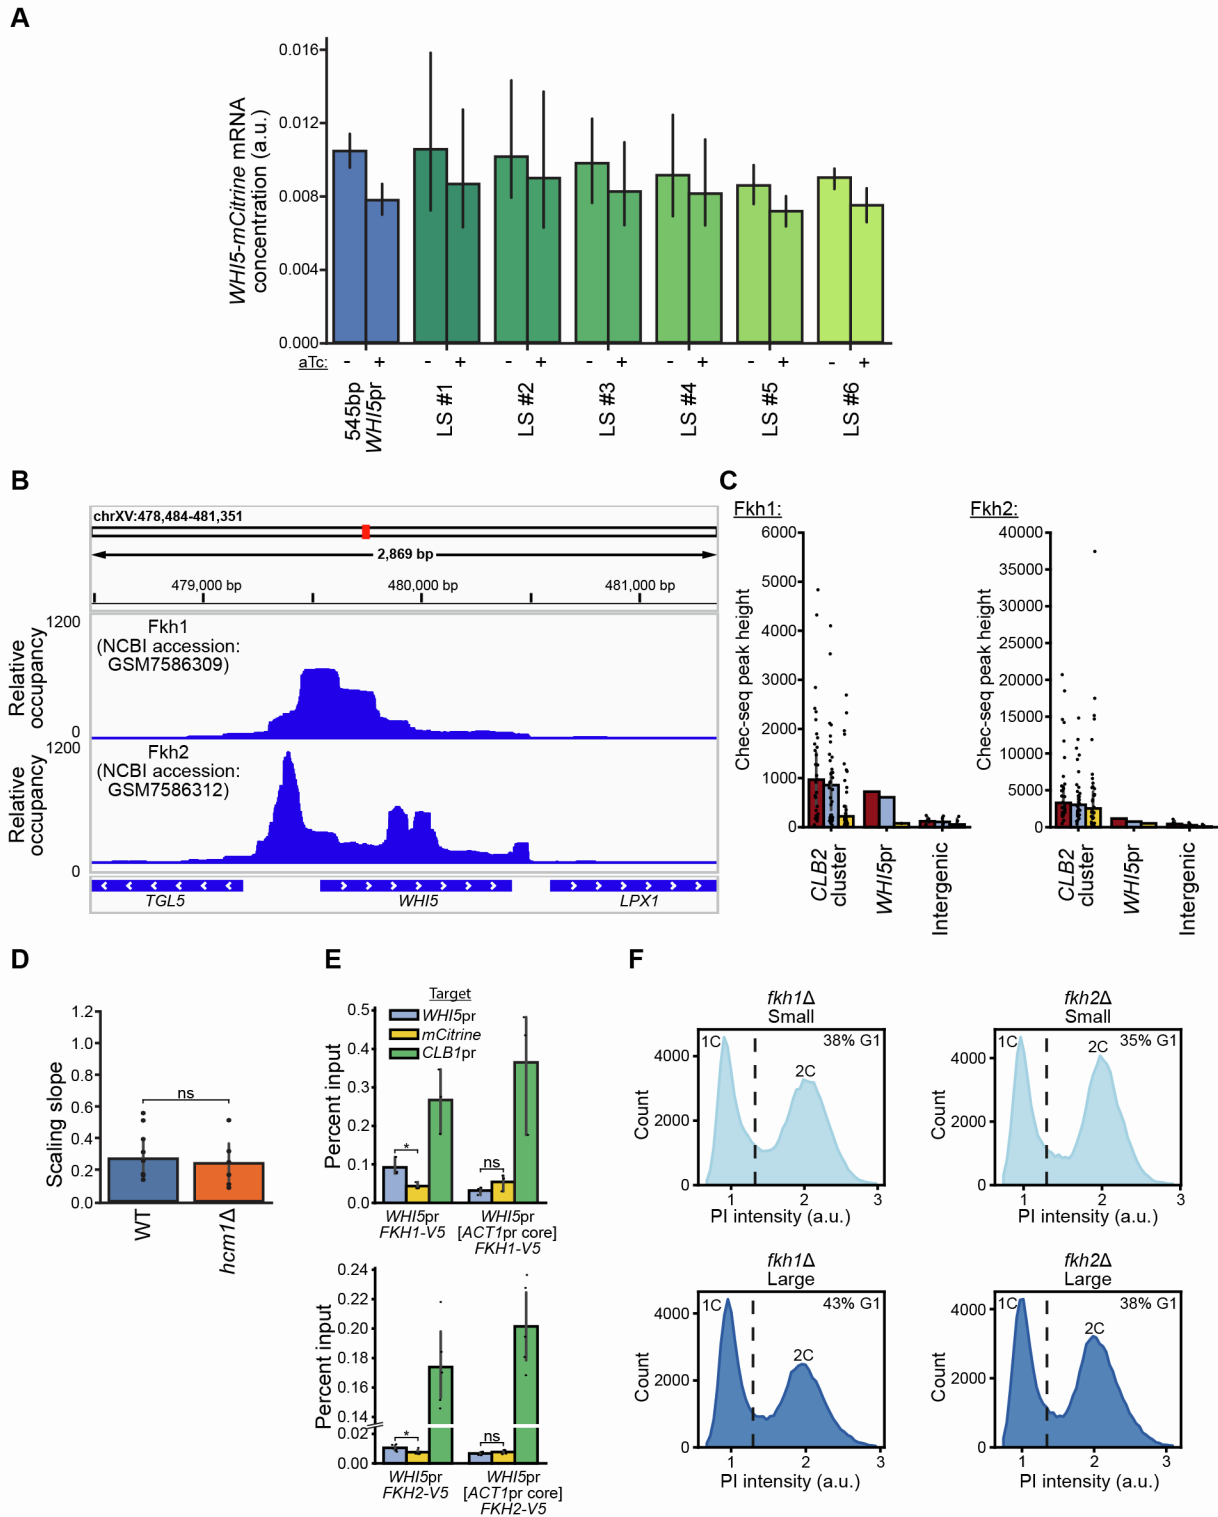 A
WHI5-mCitrine mRNA
concentration (a.u.)
0.016
0.012
0.008
0.004
0.000
aTc:
- + - + - + - + - + - + - +
545bp
WHI5pr
LS #1
LS #2
LS #3
LS #4
LS #5
LS #6
B
chrXV:478,484-481,351
2,869 bp
479,000 bp
480,000 bp
481,000 bp
Relative
occupancy
1200
0
Fkh1
(NCBI accession:
GSM7586309)
Relative
occupancy
1200
0
Fkh2
(NCBI accession:
GSM7586312)
TGL5
WHI5
LPX1
C
Fkh1:
Chec-seq peak height
6000
5000
4000
3000
2000
1000
0
CLB2
cluster
WHI5pr
Intergenic
Fkh2:
Chec-seq peak height
40000
35000
30000
25000
20000
15000
10000
5000
0
CLB2
cluster
WHI5pr
Intergenic
D
Scaling slope
1.2
1.0
0.8
0.6
0.4
0.2
0.0
ns
WT
hcm1Δ
E
Target
WHI5pr
mCitrine
CLB1pr
Percent input
0.5
0.4
0.3
0.2
0.1
0.0
*
ns
WHI5pr
FKH1-V5
WHI5pr
[ACT1pr core]
FKH1-V5
Percent input
0.24
0.22
0.20
0.18
0.16
0.14
0.02
0.00
*
ns
WHI5pr
FKH2-V5
WHI5pr
[ACT1pr core]
FKH2-V5
F
fkh1Δ
Small
1C
38% G1
2C
Count
4000
2000
0
1 2 3
PI intensity (a.u.)
fkh2Δ
Small
1C
35% G1
2C
Count
4000
2000
0
1 2 3
PI intensity (a.u.)
fkh1Δ
Large
1C
43% G1
2C
Count
4000
2000
0
1 2 3
PI intensity (a.u.)
fkh2Δ
Large
1C
38% G1
2C
Count
4000
2000
0
1 2 3
PI intensity (a.u.)